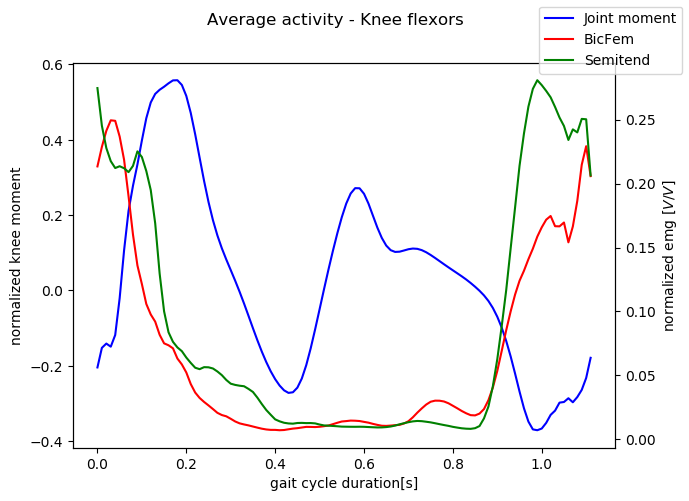 Average activity - Knee flexors
Joint moment
BicFem
Semitend
normalized knee moment
0.6
0.4
0.2
0.0
−0.2
−0.4
0.25
0.20
0.15
0.10
0.05
0.00
normalized emg [V/V]
0.0 0.2 0.4 0.6 0.8 1.0
gait cycle duration[s]